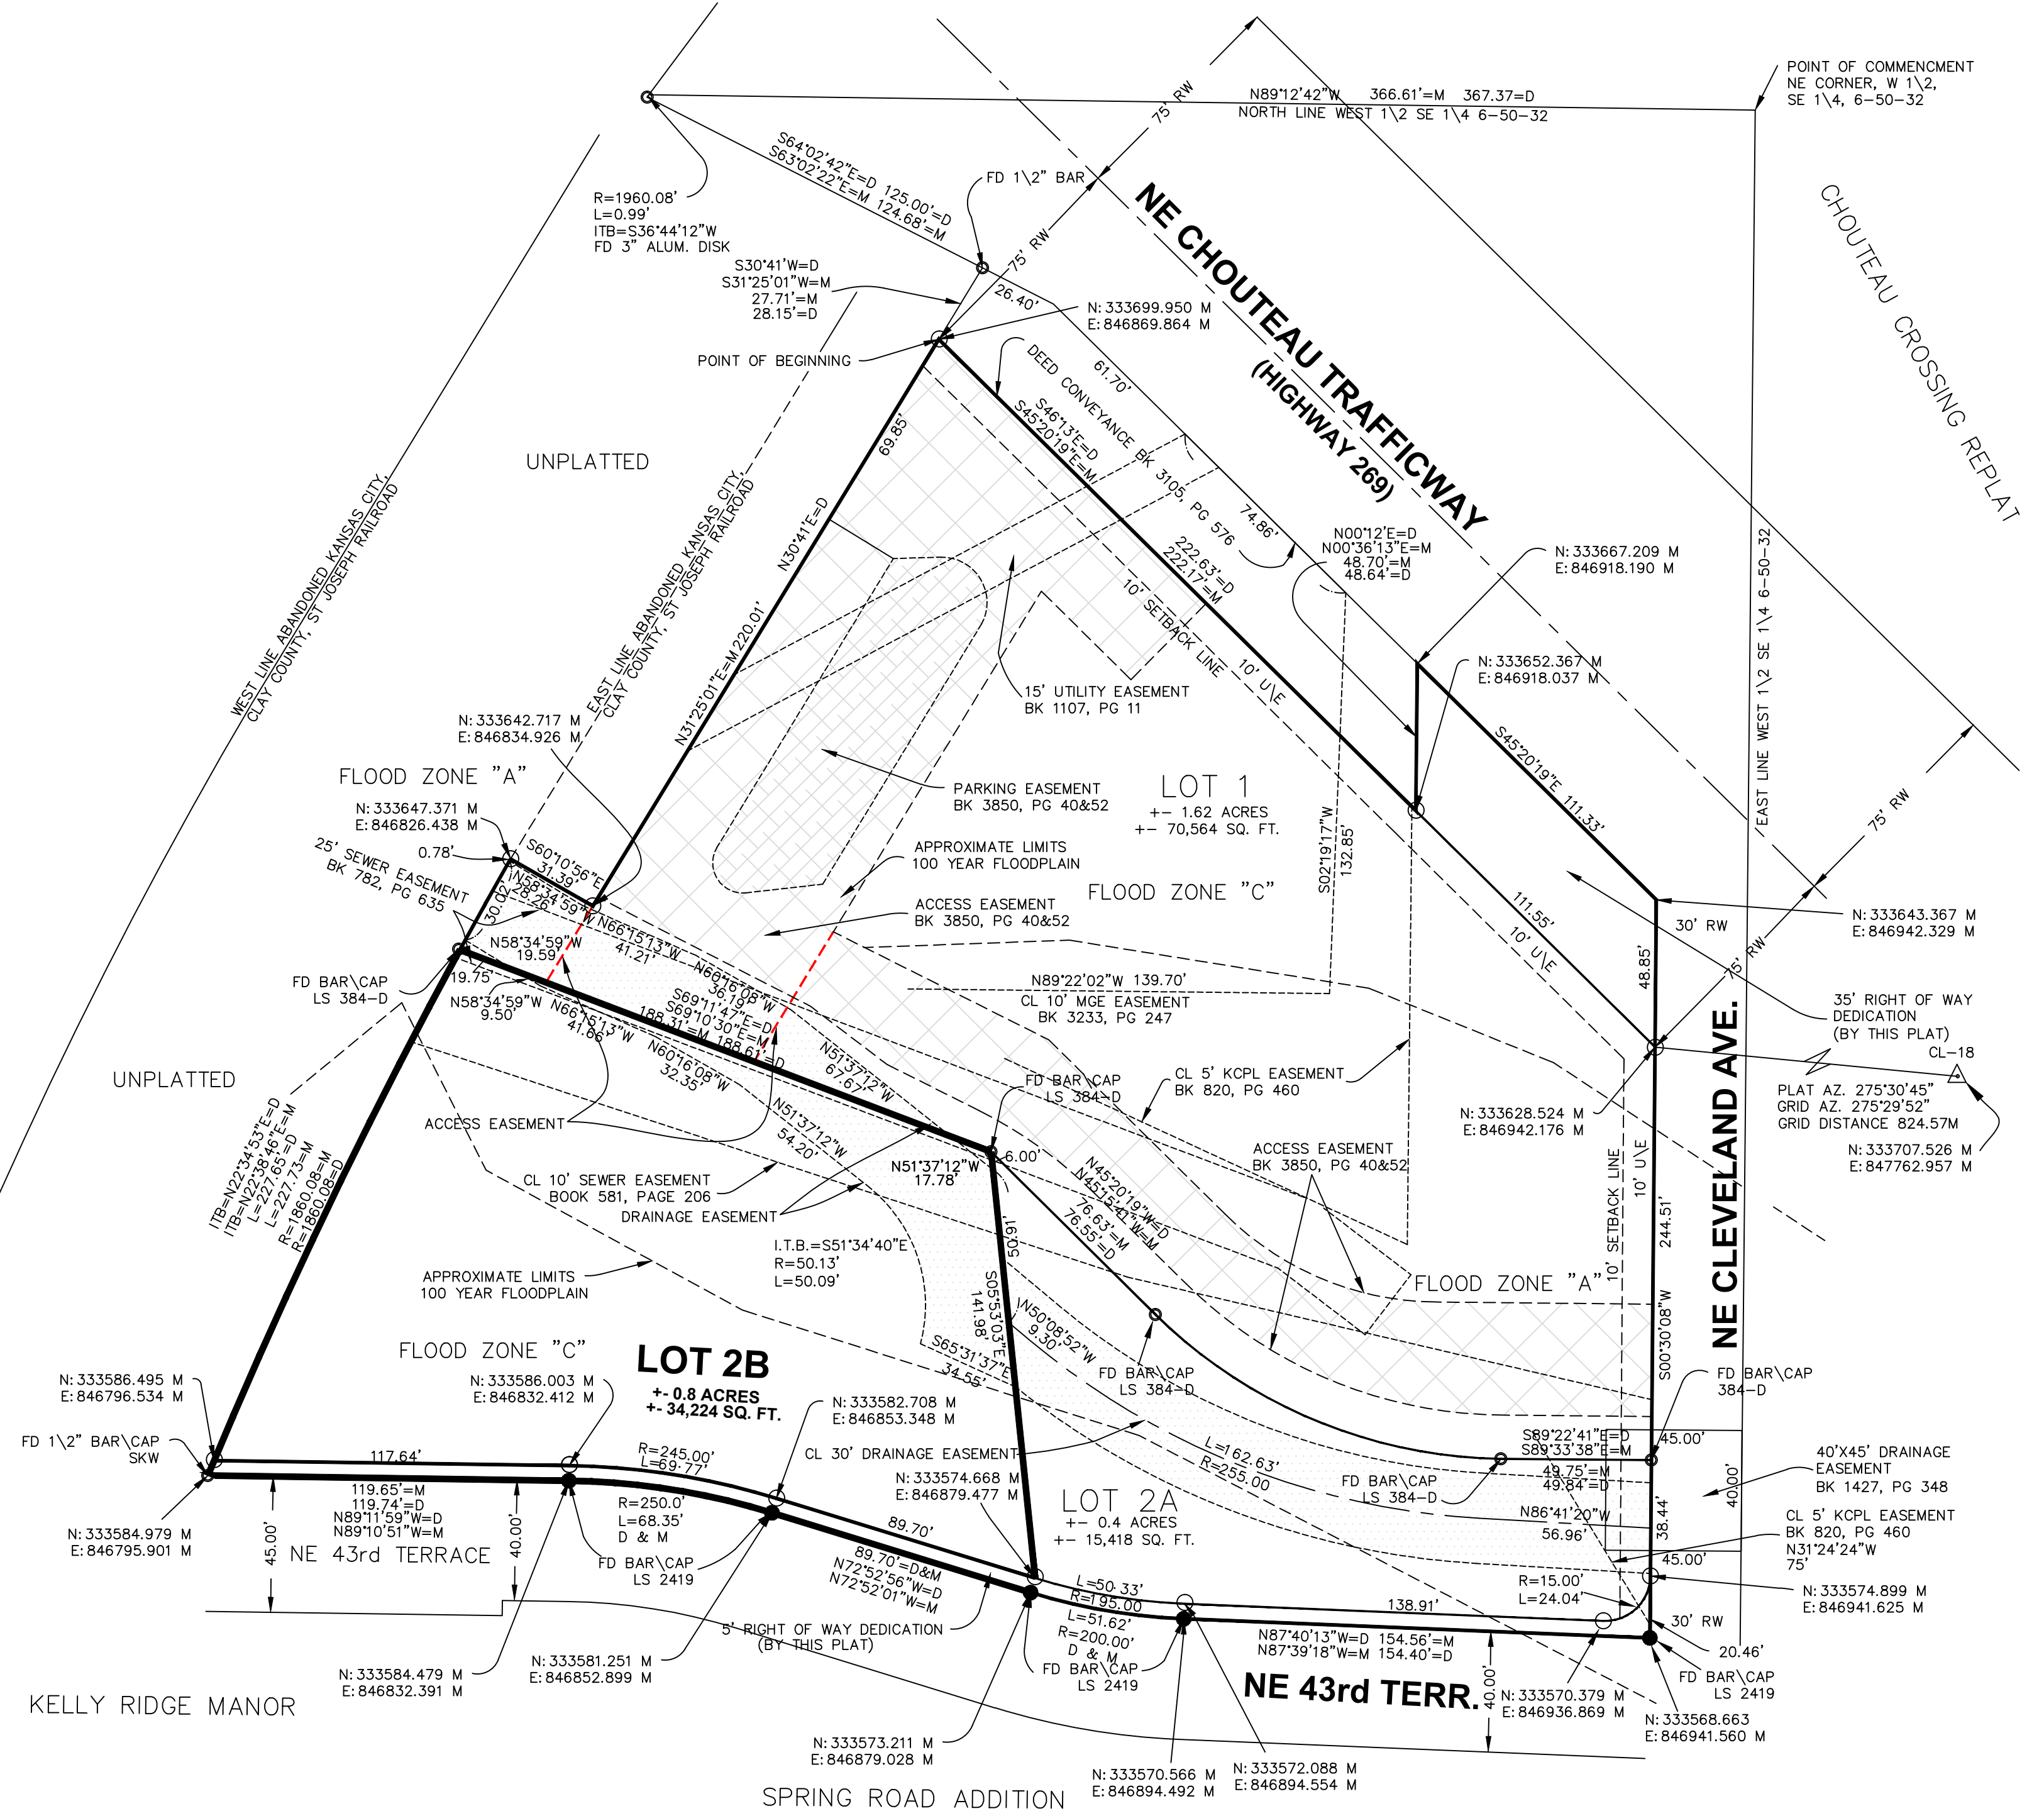 POINT OF COMMENCMENT
NE CORNER, W 1\2,
SE 1\4, 6-50-32
N89°12'42"W 366.61'=M 367.37=D
NORTH LINE WEST 1\2 SE 1\4 6-50-32
75' RW
S64°02'42"E=D 125.00'=D
S63°02'22"E=M 124.68'=M
FD 1\2" BAR
R=1960.08'
L=0.99'
ITB=S36°44'12"W
FD 3" ALUM. DISK
75' RW
NE CHOUTEAU TRAFFICWAY
(HIGHWAY 269)
CHOUTEAU CROSSING REPLAT
S30°41'W=D
S31°25'01"W=M
27.71'=M
28.15'=D
26.40'
N: 333699.950 M
E: 846869.864 M
POINT OF BEGINNING
DEED CONVEYANCE BK 3105, PG 576
61.70'
S46°13'E=D
S45°20'19"E=M
69.85'
UNPLATTED
74.86'
222.63'=D
222.17'=M
N00°12'E=D
N00°36'13"E=M
48.70'=M
48.64'=D
N: 333667.209 M
E: 846918.190 M
N30°41'E=D
N31°25'01"E=M 220.01'
10' SETBACK LINE
10' U\E
WEST LINE ABANDONED KANSAS CITY,
CLAY COUNTY, ST JOSEPH RAILROAD
EAST LINE ABANDONED KANSAS CITY,
CLAY COUNTY, ST JOSEPH RAILROAD
EAST LINE WEST 1\2 SE 1\4 6-50-32
N: 333652.367 M
E: 846918.037 M
15' UTILITY EASEMENT
BK 1107, PG 11
N: 333642.717 M
E: 846834.926 M
S45°20'19"E 111.33'
FLOOD ZONE "A"
PARKING EASEMENT
BK 3850, PG 40&52
LOT 1
+- 1.62 ACRES
+- 70,564 SQ. FT.
75' RW
N: 333647.371 M
E: 846826.438 M
0.78'
S60°10'56"E
31.39'
25' SEWER EASEMENT
BK 782, PG 635
APPROXIMATE LIMITS
100 YEAR FLOODPLAIN
FLOOD ZONE "C"
S02°19'17"W
132.85'
N58°34'59"W
28.26'
30.02'
ACCESS EASEMENT
BK 3850, PG 40&52
111.55'
10' U\E
30' RW
N: 333643.367 M
E: 846942.329 M
N66°15'13"W
41.21'
N58°34'59"W
19.59'
N66°16'08"W
36.19'
N89°22'02"W 139.70'
CL 10' MGE EASEMENT
BK 3233, PG 247
48.85'
75' RW
FD BAR\CAP
LS 384-D
19.75'
N58°34'59"W
9.50'
N66°15'13"W
41.66'
S69°11'47"E=D
S69°10'30"E=M
188.31'=M 188.61'=D
35' RIGHT OF WAY
DEDICATION
(BY THIS PLAT)
CL-18
N60°16'08"W
32.35'
N51°37'12"W
67.67'
UNPLATTED
FD BAR\CAP
LS 384-D
CL 5' KCPL EASEMENT
BK 820, PG 460
PLAT AZ. 275°30'45"
GRID AZ. 275°29'52"
GRID DISTANCE 824.57M
N: 333628.524 M
E: 846942.176 M
N: 333707.526 M
E: 847762.957 M
ITB=N22°34'53"E=D
ITB=N22°38'46"E=M
L=227.65'=D
L=227.73=M
R=1860.08=M
R=1860.08=D
ACCESS EASEMENT
N51°37'12"W
54.20'
N51°37'12"W
17.78'
6.00'
CL 10' SEWER EASEMENT
BOOK 581, PAGE 206
DRAINAGE EASEMENT
ACCESS EASEMENT
BK 3850, PG 40&52
N45°20'19"W=D
N45°15'41"W=M
76.63'=M
76.55'=D
10' SETBACK LINE
10' U\E
244.51'
NE CLEVELAND AVE.
I.T.B.=S51°34'40"E
R=50.13'
L=50.09'
50.91'
S05°53'03"E
141.98'
APPROXIMATE LIMITS
100 YEAR FLOODPLAIN
FLOOD ZONE "A"
S00°30'08"W
FLOOD ZONE "C"
LOT 2B
+- 0.8 ACRES
+- 34,224 SQ. FT.
N50°08'52"W
9.30'
S65°31'37"E
34.55'
FD BAR\CAP
LS 384-D
FD BAR\CAP
384-D
N: 333586.495 M
E: 846796.534 M
N: 333586.003 M
E: 846832.412 M
N: 333582.708 M
E: 846853.348 M
FD 1\2" BAR\CAP
SKW
117.64'
R=245.00'
L=69.77'
CL 30' DRAINAGE EASEMENT
L=162.63'
R=255.00
S89°22'41"E=D
S89°33'38"E=M
49.75'=M
49.84'=D
45.00'
40.00'
40'X45' DRAINAGE
EASEMENT
BK 1427, PG 348
N: 333574.668 M
E: 846879.477 M
FD BAR\CAP
LS 384-D
LOT 2A
+- 0.4 ACRES
+- 15,418 SQ. FT.
N86°41'20"W
56.96'
38.44'
CL 5' KCPL EASEMENT
BK 820, PG 460
N31°24'24"W
75'
119.65'=M
119.74'=D
N89°11'59"W=D
N89°10'51"W=M
R=250.0'
L=68.35'
D & M
89.70'
N: 333584.979 M
E: 846795.901 M
45.00'
NE 43rd TERRACE
40.00'
FD BAR\CAP
LS 2419
89.70'=D&M
N72°52'56"W=D
N72°52'01"W=M
45.00'
L=50.33'
R=195.00
L=51.62'
R=200.00'
D & M
R=15.00'
L=24.04'
138.91'
N: 333574.899 M
E: 846941.625 M
30' RW
20.46'
5' RIGHT OF WAY DEDICATION
(BY THIS PLAT)
N87°40'13"W=D 154.56'=M
N87°39'18"W=M 154.40'=D
N: 333581.251 M
E: 846852.899 M
N: 333584.479 M
E: 846832.391 M
FD BAR\CAP
LS 2419
NE 43rd TERR.
40.00'
FD BAR\CAP
LS 2419
KELLY RIDGE MANOR
N: 333570.379 M
E: 846936.869 M
N: 333568.663
E: 846941.560 M
N: 333573.211 M
E: 846879.028 M
N: 333570.566 M
E: 846894.492 M
N: 333572.088 M
E: 846894.554 M
SPRING ROAD ADDITION